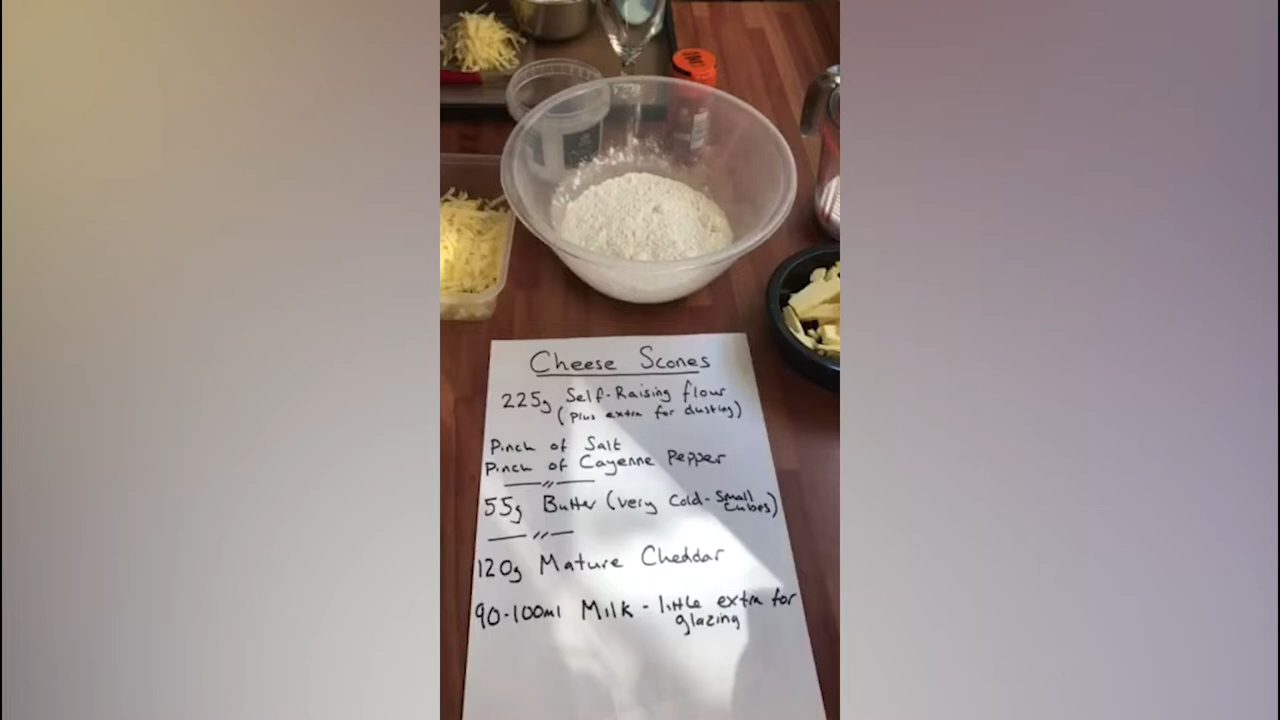 Cheese Scones
225g Self-Raising flour
(Plus extra for dusting)
Pinch of Salt
Pinch of Cayenne Pepper
55g Butter (very Cold - Small
Cubes)
120g Mature Cheddar
90-100ml Milk - little extra for
glazing